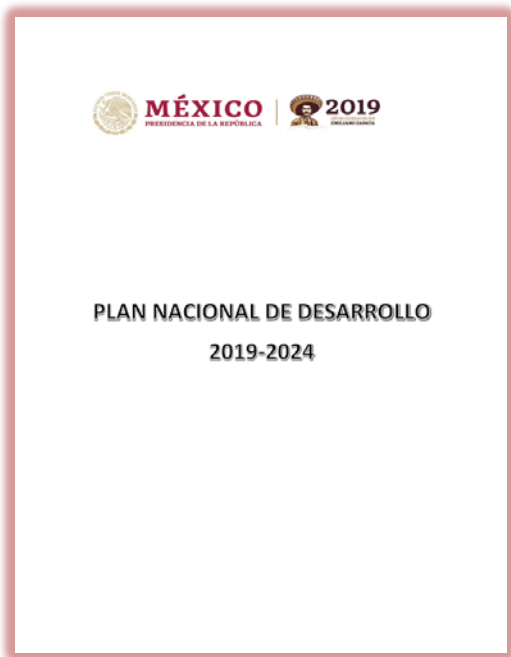 MÉXICO
PRESIDENCIA DE LA REPÚBLICA
2019
EMILIANO ZAPATA
PLAN NACIONAL DE DESARROLLO
2019-2024